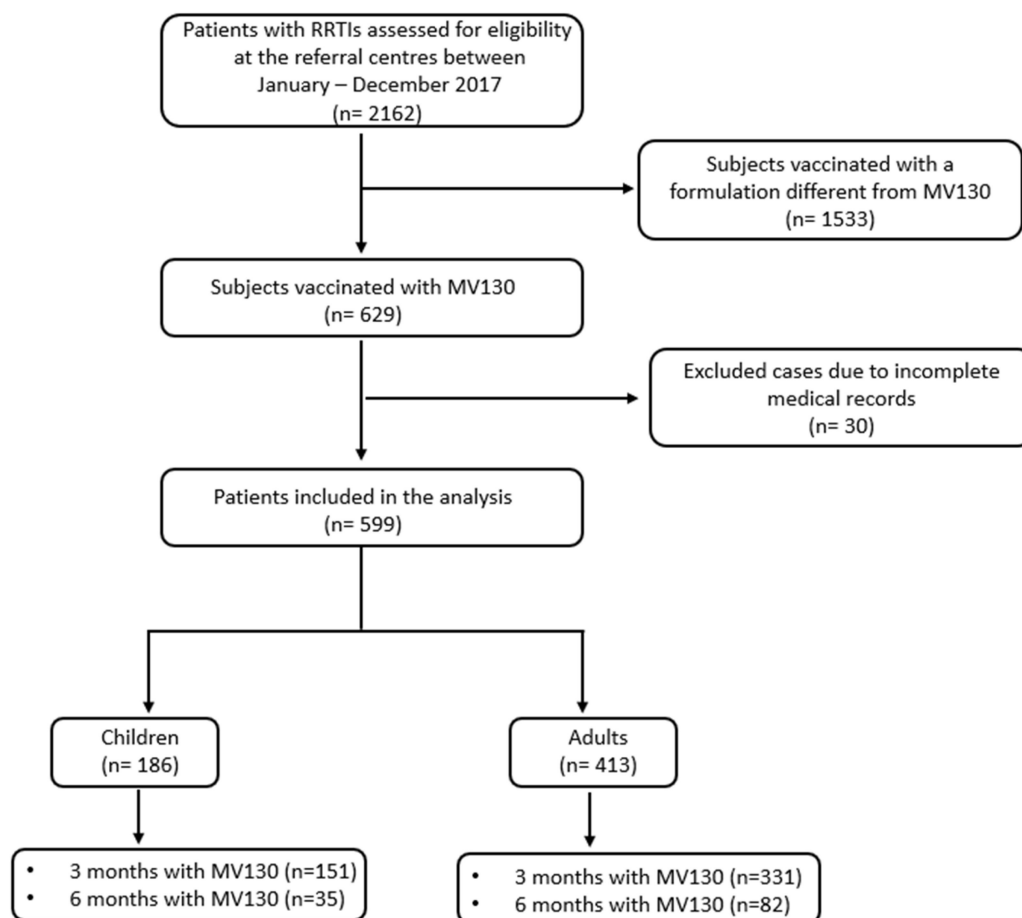 Patients with RRTIs assessed for eligibility
at the referral centres between
January – December 2017
(n= 2162)
Subjects vaccinated with a
formulation different from MV130
(n= 1533)
Subjects vaccinated with MV130
(n= 629)
Excluded cases due to incomplete
medical records
(n= 30)
Patients included in the analysis
(n= 599)
Children
(n= 186)
Adults
(n= 413)
• 3 months with MV130 (n=151)
• 6 months with MV130 (n=35)
• 3 months with MV130 (n=331)
• 6 months with MV130 (n=82)